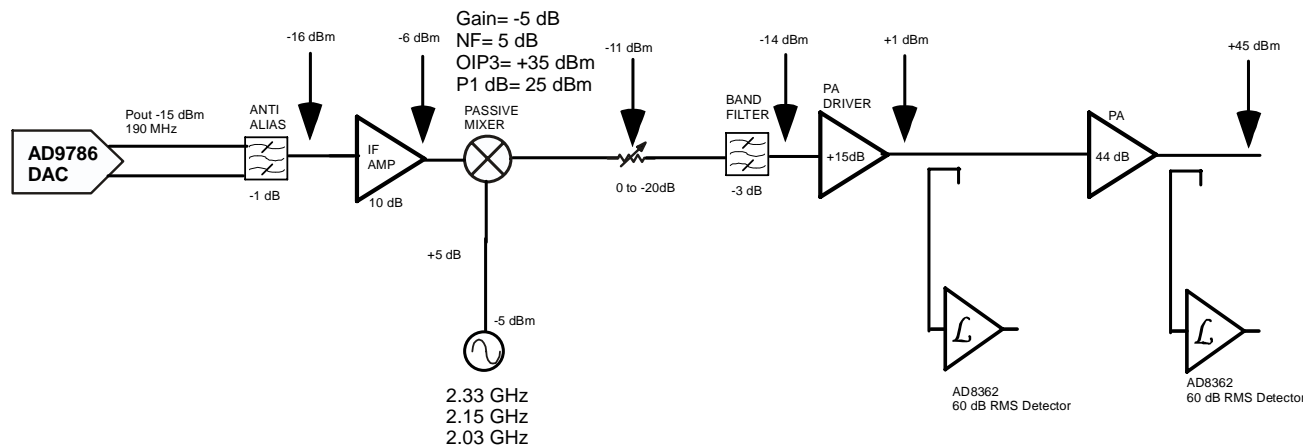 Gain= -5 dB
NF= 5 dB
OIP3= +35 dBm
P1 dB= 25 dBm
-16 dBm
-6 dBm
-11 dBm
-14 dBm
+1 dBm
+45 dBm
Pout -15 dBm
190 MHz
ANTI
ALIAS
PASSIVE
MIXER
BAND
FILTER
PA
DRIVER
PA
AD9786
DAC
IF
AMP
+15dB
44 dB
-1 dB
10 dB
0 to -20dB
-3 dB
+5 dB
-5 dBm
ℒ
ℒ
2.33 GHz
2.15 GHz
2.03 GHz
AD8362
60 dB RMS Detector
AD8362
60 dB RMS Detector